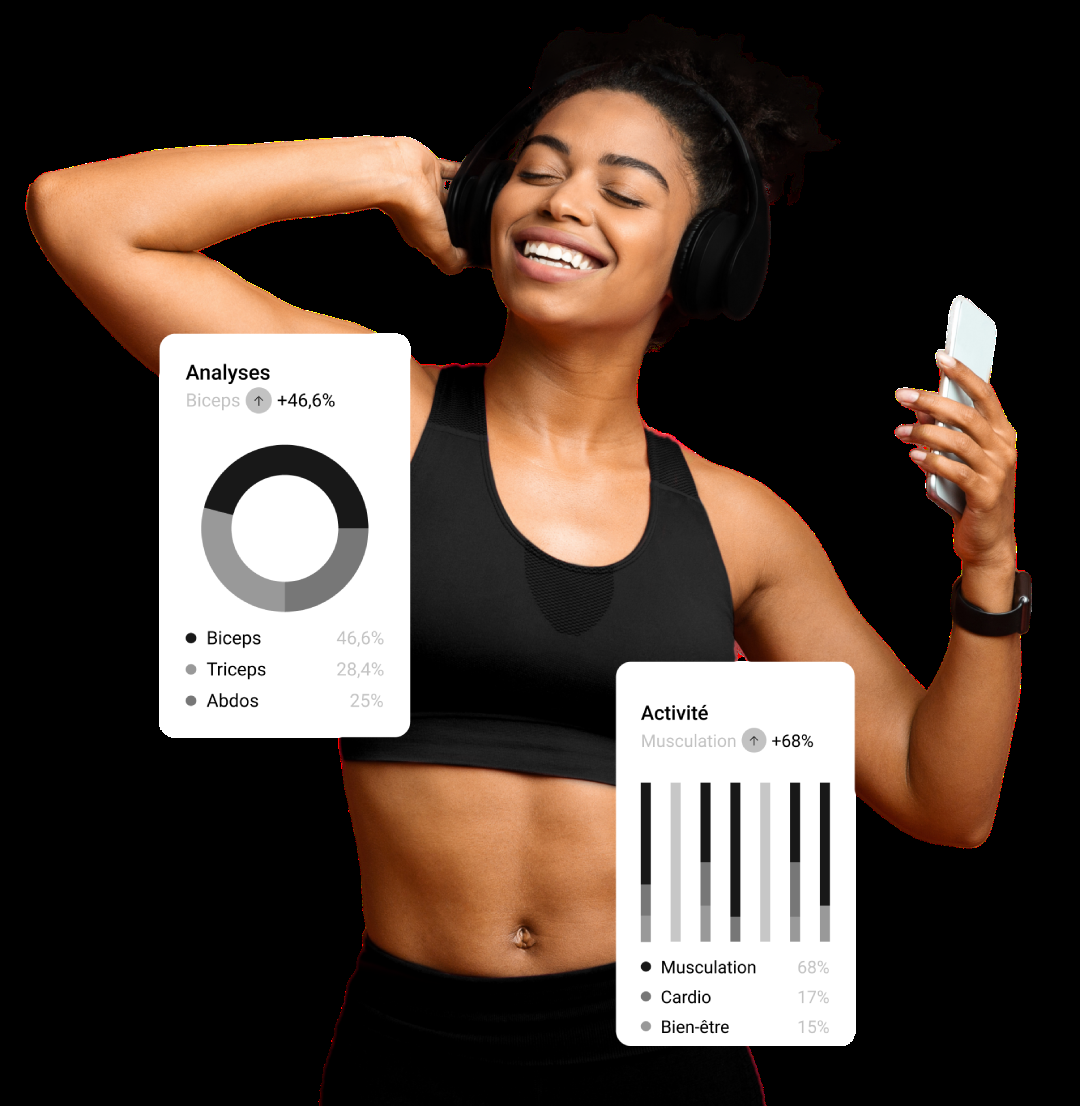 Analyses
Biceps +46,6%
Biceps 46,6%
Triceps 28,4%
Abdos 25%
Activité
Musculation +68%
Musculation 68%
Cardio 17%
Bien-être 15%